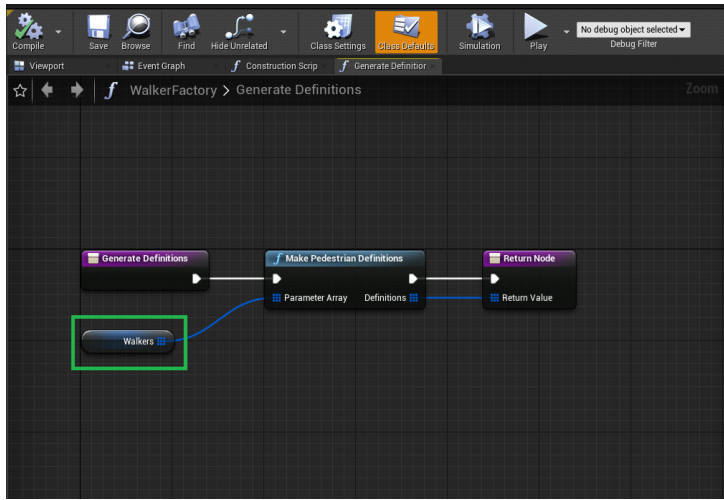 Compile Save Browse Find Hide Unrelated Class Settings Class Defaults Simulation Play No debug object selected Debug Filter
Viewport Event Graph Construction Scrip Generate Definitior
WalkerFactory > Generate Definitions Zoom
Generate Definitions
Make Pedestrian Definitions
Return Node
Parameter Array Definitions
Return Value
Walkers